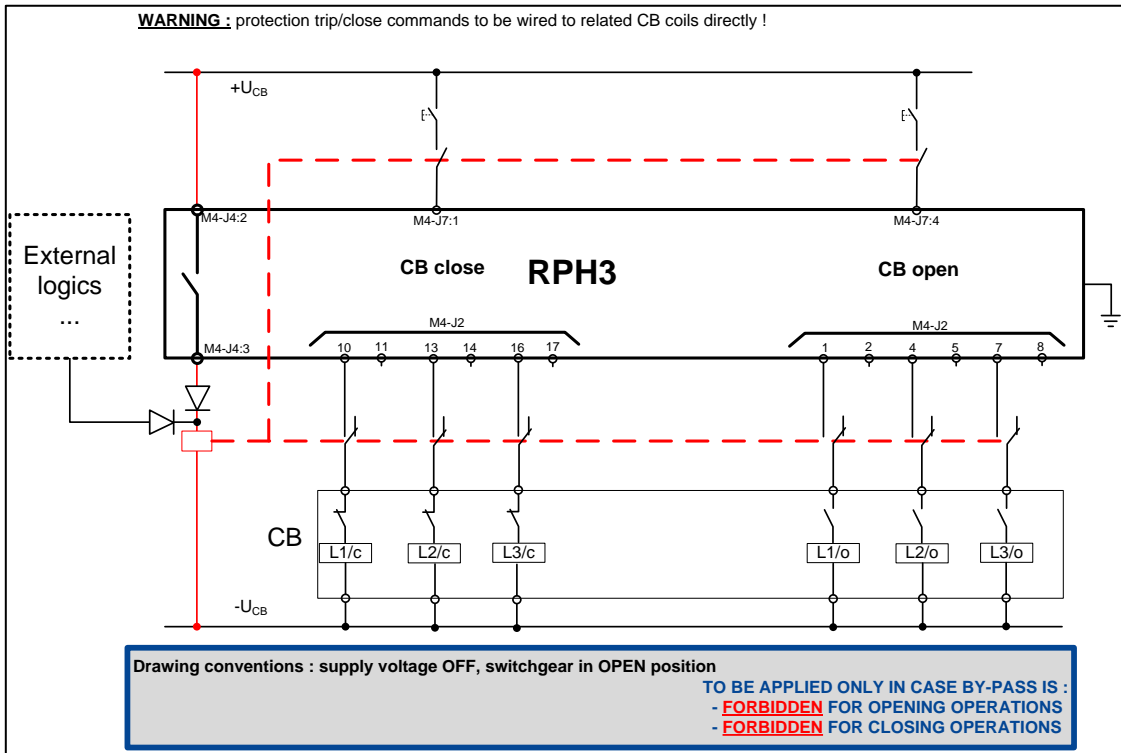 WARNING : protection trip/close commands to be wired to related CB coils directly !
+UCB
M4-J4:2
M4-J7:1
M4-J7:4
External
logics
...
CB close
RPH3
CB open
M4-J2
M4-J2
M4-J4:3
10
11
13
14
16
17
1
2
4
5
7
8
CB
L1/c
L2/c
L3/c
L1/o
L2/o
L3/o
-UCB
Drawing conventions : supply voltage OFF, switchgear in OPEN position
TO BE APPLIED ONLY IN CASE BY-PASS IS :
- FORBIDDEN FOR OPENING OPERATIONS
- FORBIDDEN FOR CLOSING OPERATIONS